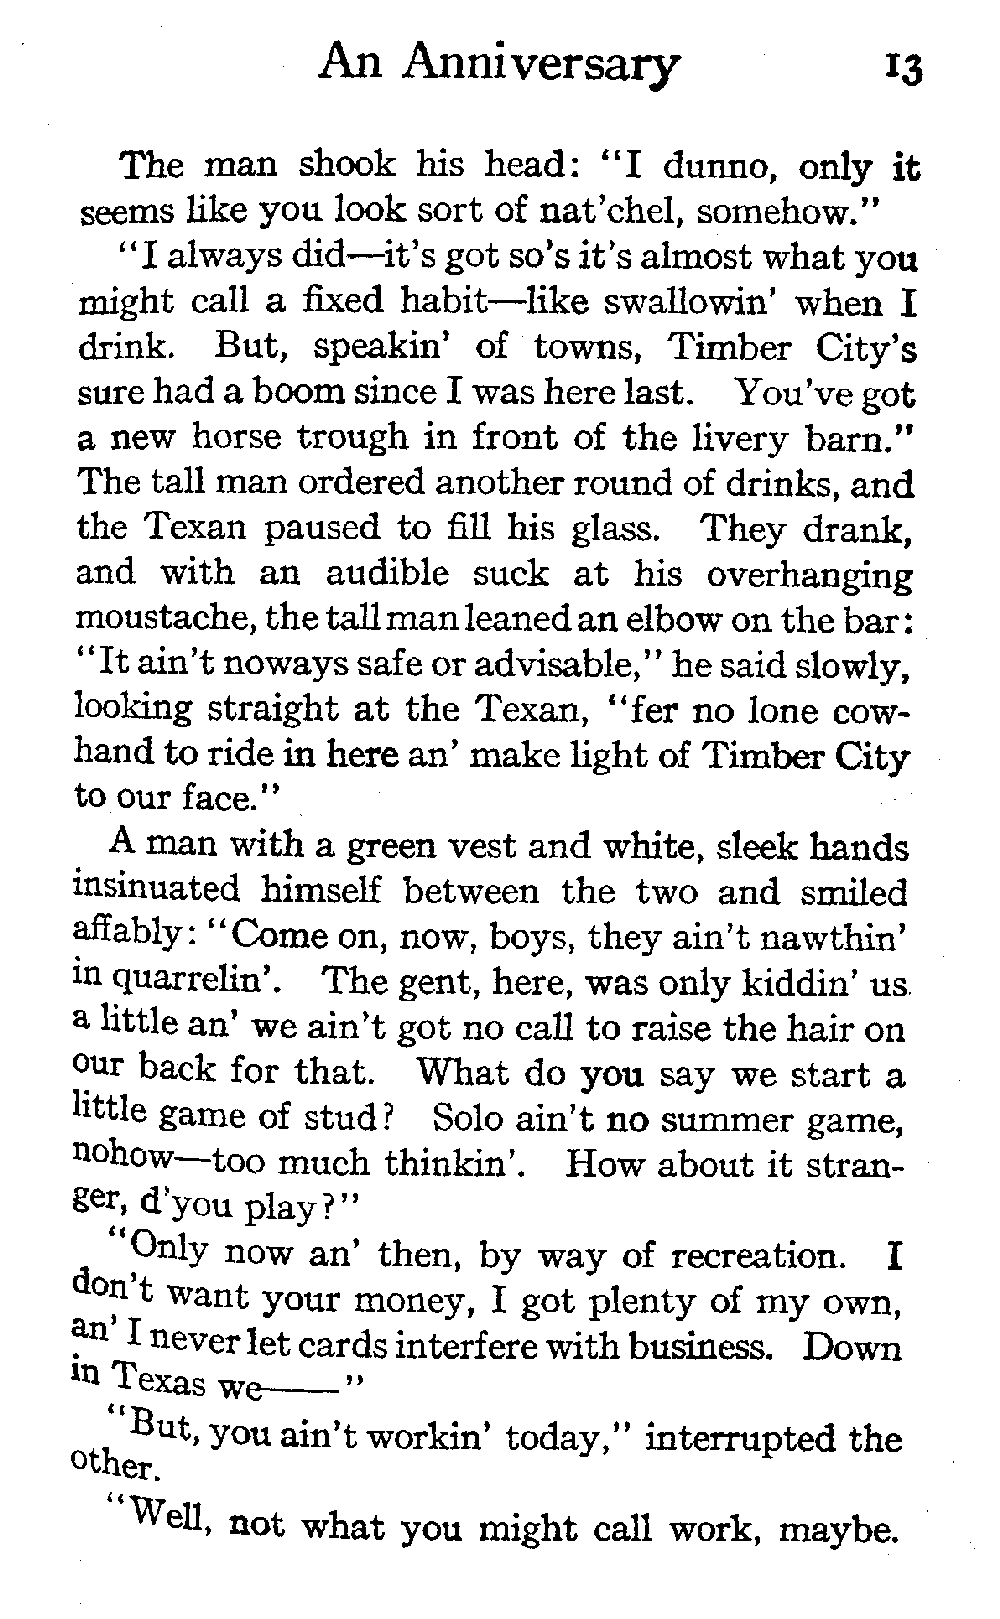 An Anniversary 13
The man shook his head: "I dunno, only it
seems like you look sort of nat'chel, somehow."
"I always did—it's got so's it's almost what you
might call a fixed habit—like swallowin' when I
drink. But, speakin' of towns, Timber City's
sure had a boom since I was here last. You've got
a new horse trough in front of the livery barn."
The tall man ordered another round of drinks, and
the Texan paused to fill his glass. They drank,
and with an audible suck at his overhanging
moustache, the tall man leaned an elbow on the bar:
"It ain't noways safe or advisable," he said slowly,
looking straight at the Texan, "fer no lone cow-
hand to ride in here an' make light of Timber City
to our face."
A man with a green vest and white, sleek hands
insinuated himself between the two and smiled
affably: "Come on, now, boys, they ain't nawthin'
in quarrelin'. The gent, here, was only kiddin' us
a little an' we ain't got no call to raise the hair on
our back for that. What do you say we start a
little game of stud? Solo ain't no summer game,
nohow—too much thinkin'. How about it stran-
ger, d'you play?"
"Only now an' then, by way of recreation. I
don't want your money, I got plenty of my own,
an' I never let cards interfere with business. Down
in Texas we——"
"But, you ain't workin' today," interrupted the
other.
"Well, not what you might call work, maybe.